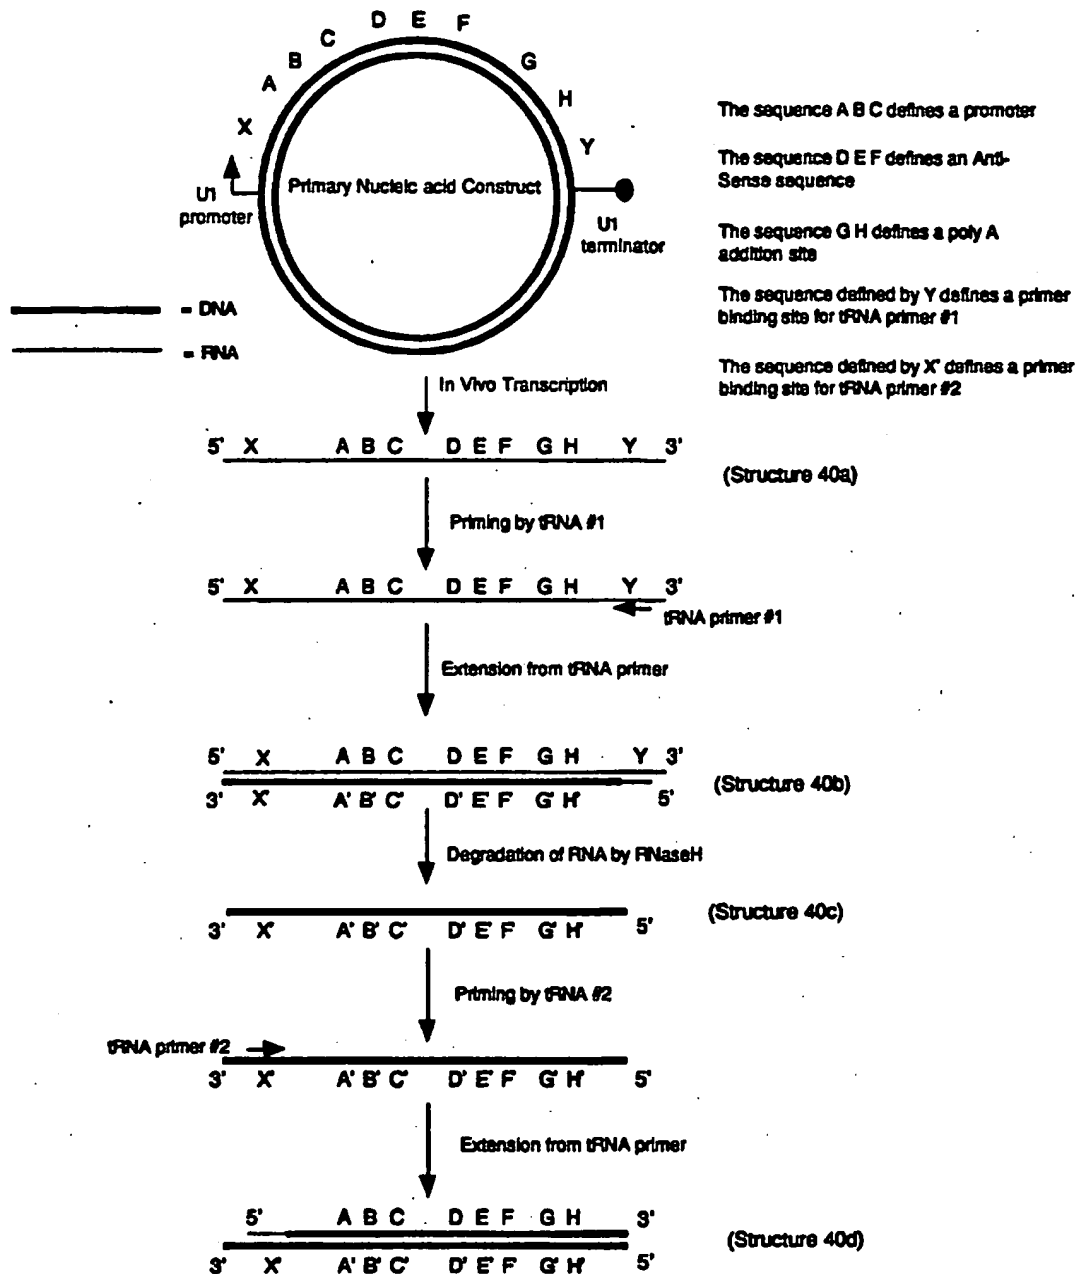 D E F
C G
B H
A
X Y
Primary Nucleic acid Construct
U1
promoter
U1
terminator
The sequence A B C defines a promoter
The sequence D E F defines an Anti-
Sense sequence
The sequence G H defines a poly A
addition site
The sequence defined by Y defines a primer
binding site for tRNA primer #1
The sequence defined by X' defines a primer
binding site for tRNA primer #2
= DNA
= RNA
In Vivo Transcription
5' X A B C D E F G H Y 3'
(Structure 40a)
Priming by tRNA #1
5' X A B C D E F G H Y 3'
tRNA primer #1
Extension from tRNA primer
5' X A B C D E F G H Y 3'
3' X' A' B' C' D' E' F' G' H' 5'
(Structure 40b)
Degradation of RNA by RNaseH
3' X' A' B' C' D' E' F' G' H' 5'
(Structure 40c)
Priming by tRNA #2
tRNA primer #2
3' X' A' B' C' D' E' F' G' H' 5'
Extension from tRNA primer
5' A B C D E F G H 3'
3' X' A' B' C' D' E' F' G' H' 5'
(Structure 40d)